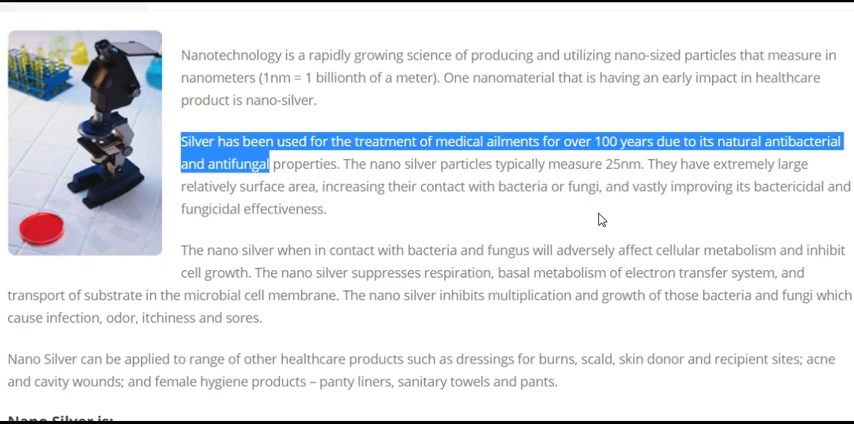 Nanotechnology is a rapidly growing science of producing and utilizing nano-sized particles that measure in
nanometers (1nm = 1 billionth of a meter). One nanomaterial that is having an early impact in healthcare
product is nano-silver.
Silver has been used for the treatment of medical ailments for over 100 years due to its natural antibacterial
and antifungal properties. The nano silver particles typically measure 25nm. They have extremely large
relatively surface area, increasing their contact with bacteria or fungi, and vastly improving its bactericidal and
fungicidal effectiveness.
The nano silver when in contact with bacteria and fungus will adversely affect cellular metabolism and inhibit
cell growth. The nano silver suppresses respiration, basal metabolism of electron transfer system, and
transport of substrate in the microbial cell membrane. The nano silver inhibits multiplication and growth of those bacteria and fungi which
cause infection, odor, itchiness and sores.
Nano Silver can be applied to range of other healthcare products such as dressings for burns, scald, skin donor and recipient sites; acne
and cavity wounds; and female hygiene products – panty liners, sanitary towels and pants.
Nano Silver is: